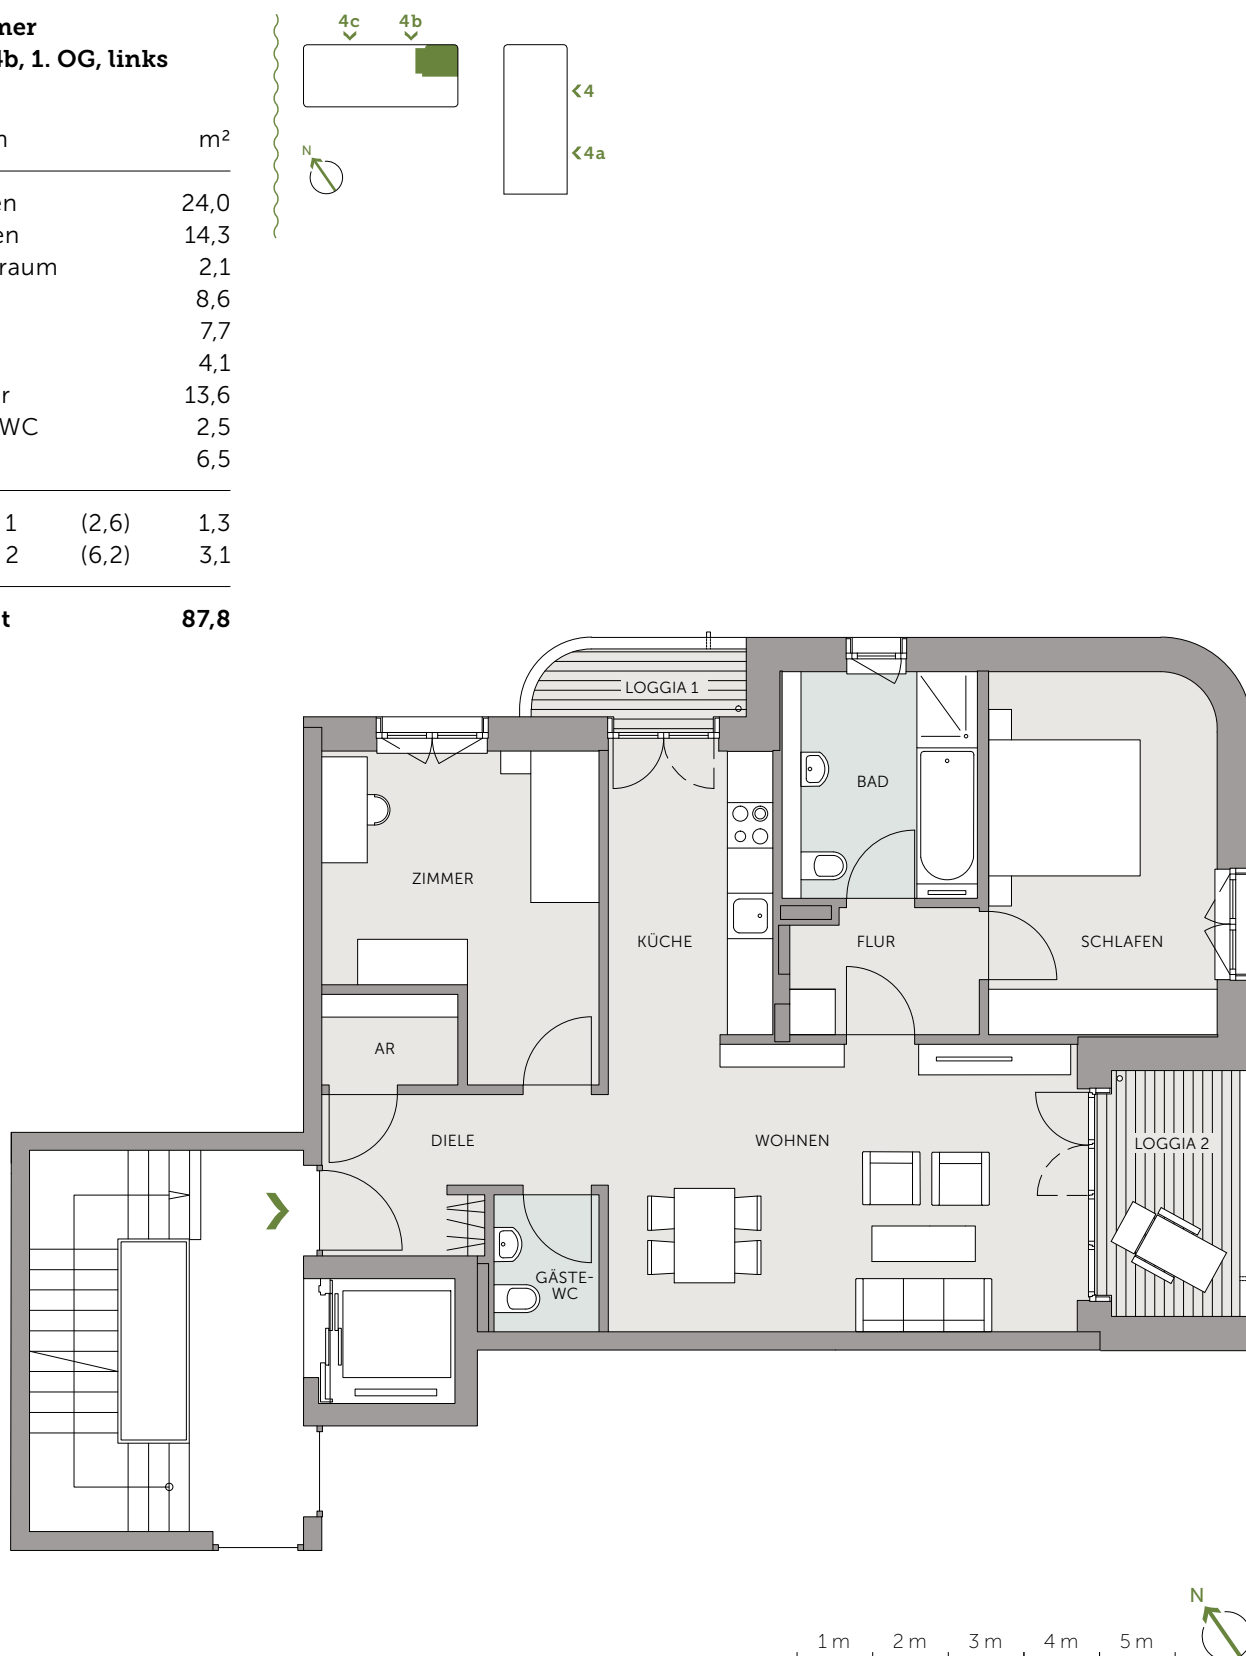 mer
4b, 1. OG, links
n m²
en 24,0
en 14,3
raum 2,1
8,6
7,7
4,1
r 13,6
WC 2,5
6,5
1 (2,6) 1,3
2 (6,2) 3,1
t 87,8
4c 4b
4
4a
N
LOGGIA 1
BAD
ZIMMER
KÜCHE
FLUR
SCHLAFEN
AR
DIELE
WOHNEN
LOGGIA 2
GÄSTE-
WC
N
1 m 2 m 3 m 4 m 5 m